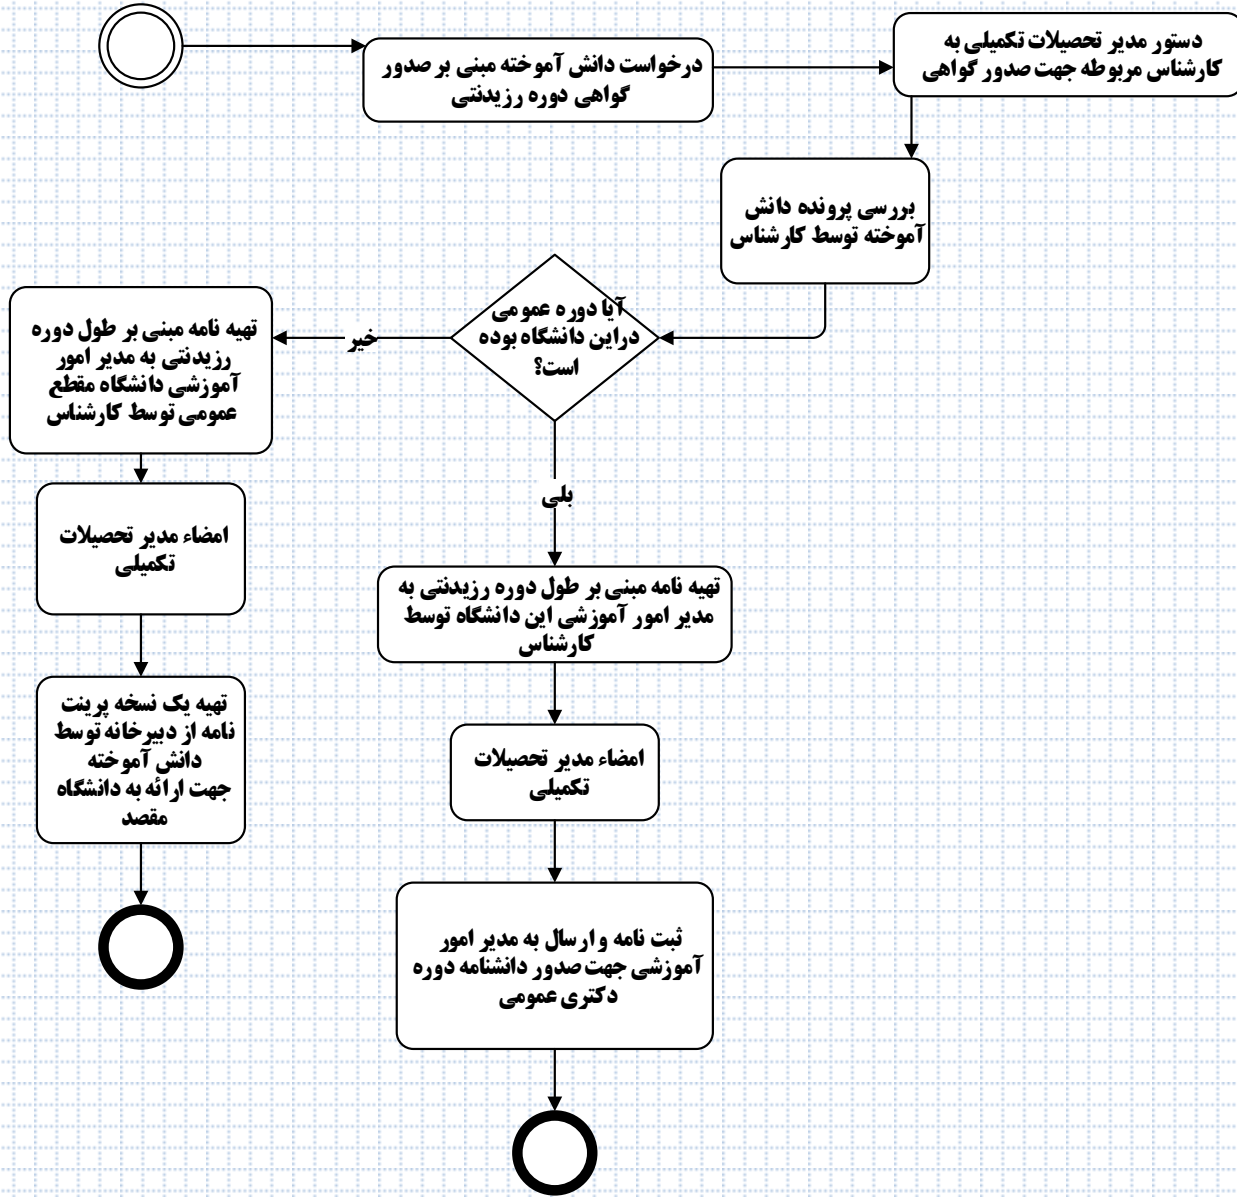 درخواست دانش آموخته مبنی بر صدور
گواهی دوره رزیدنتی
دستور مدیر تحصیلات تکمیلی به
کارشناس مربوطه جهت صدور گواهی
بررسی پرونده دانش
آموخته توسط کارشناس
آیا دوره عمومی
دراین دانشگاه بوده
است؟
خیر
تهیه نامه مبنی بر طول دوره
رزیدنتی به مدیر امور
آموزشی دانشگاه مقطع
عمومی توسط کارشناس
امضاء مدیر تحصیلات
تکمیلی
تهیه یک نسخه پرینت
نامه از دبیرخانه توسط
دانش آموخته
جهت ارائه به دانشگاه
مقصد
بلی
تهیه نامه مبنی بر طول دوره رزیدنتی به
مدیر امور آموزشی این دانشگاه توسط
کارشناس
امضاء مدیر تحصیلات
تکمیلی
ثبت نامه و ارسال به مدیر امور
آموزشی جهت صدور دانشنامه دوره
دکتری عمومی